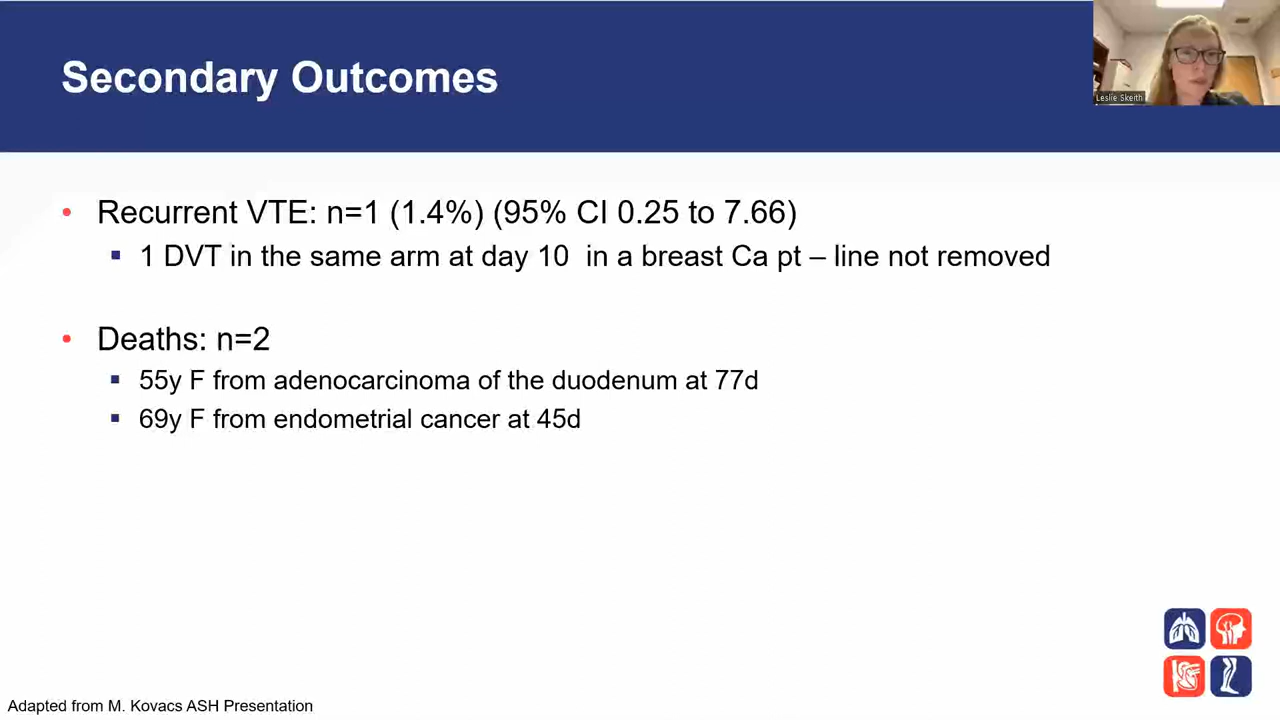 Secondary Outcomes
Leslie Skeith
• Recurrent VTE: n=1 (1.4%) (95% CI 0.25 to 7.66)
▪ 1 DVT in the same arm at day 10 in a breast Ca pt – line not removed
• Deaths: n=2
▪ 55y F from adenocarcinoma of the duodenum at 77d
▪ 69y F from endometrial cancer at 45d
Adapted from M. Kovacs ASH Presentation